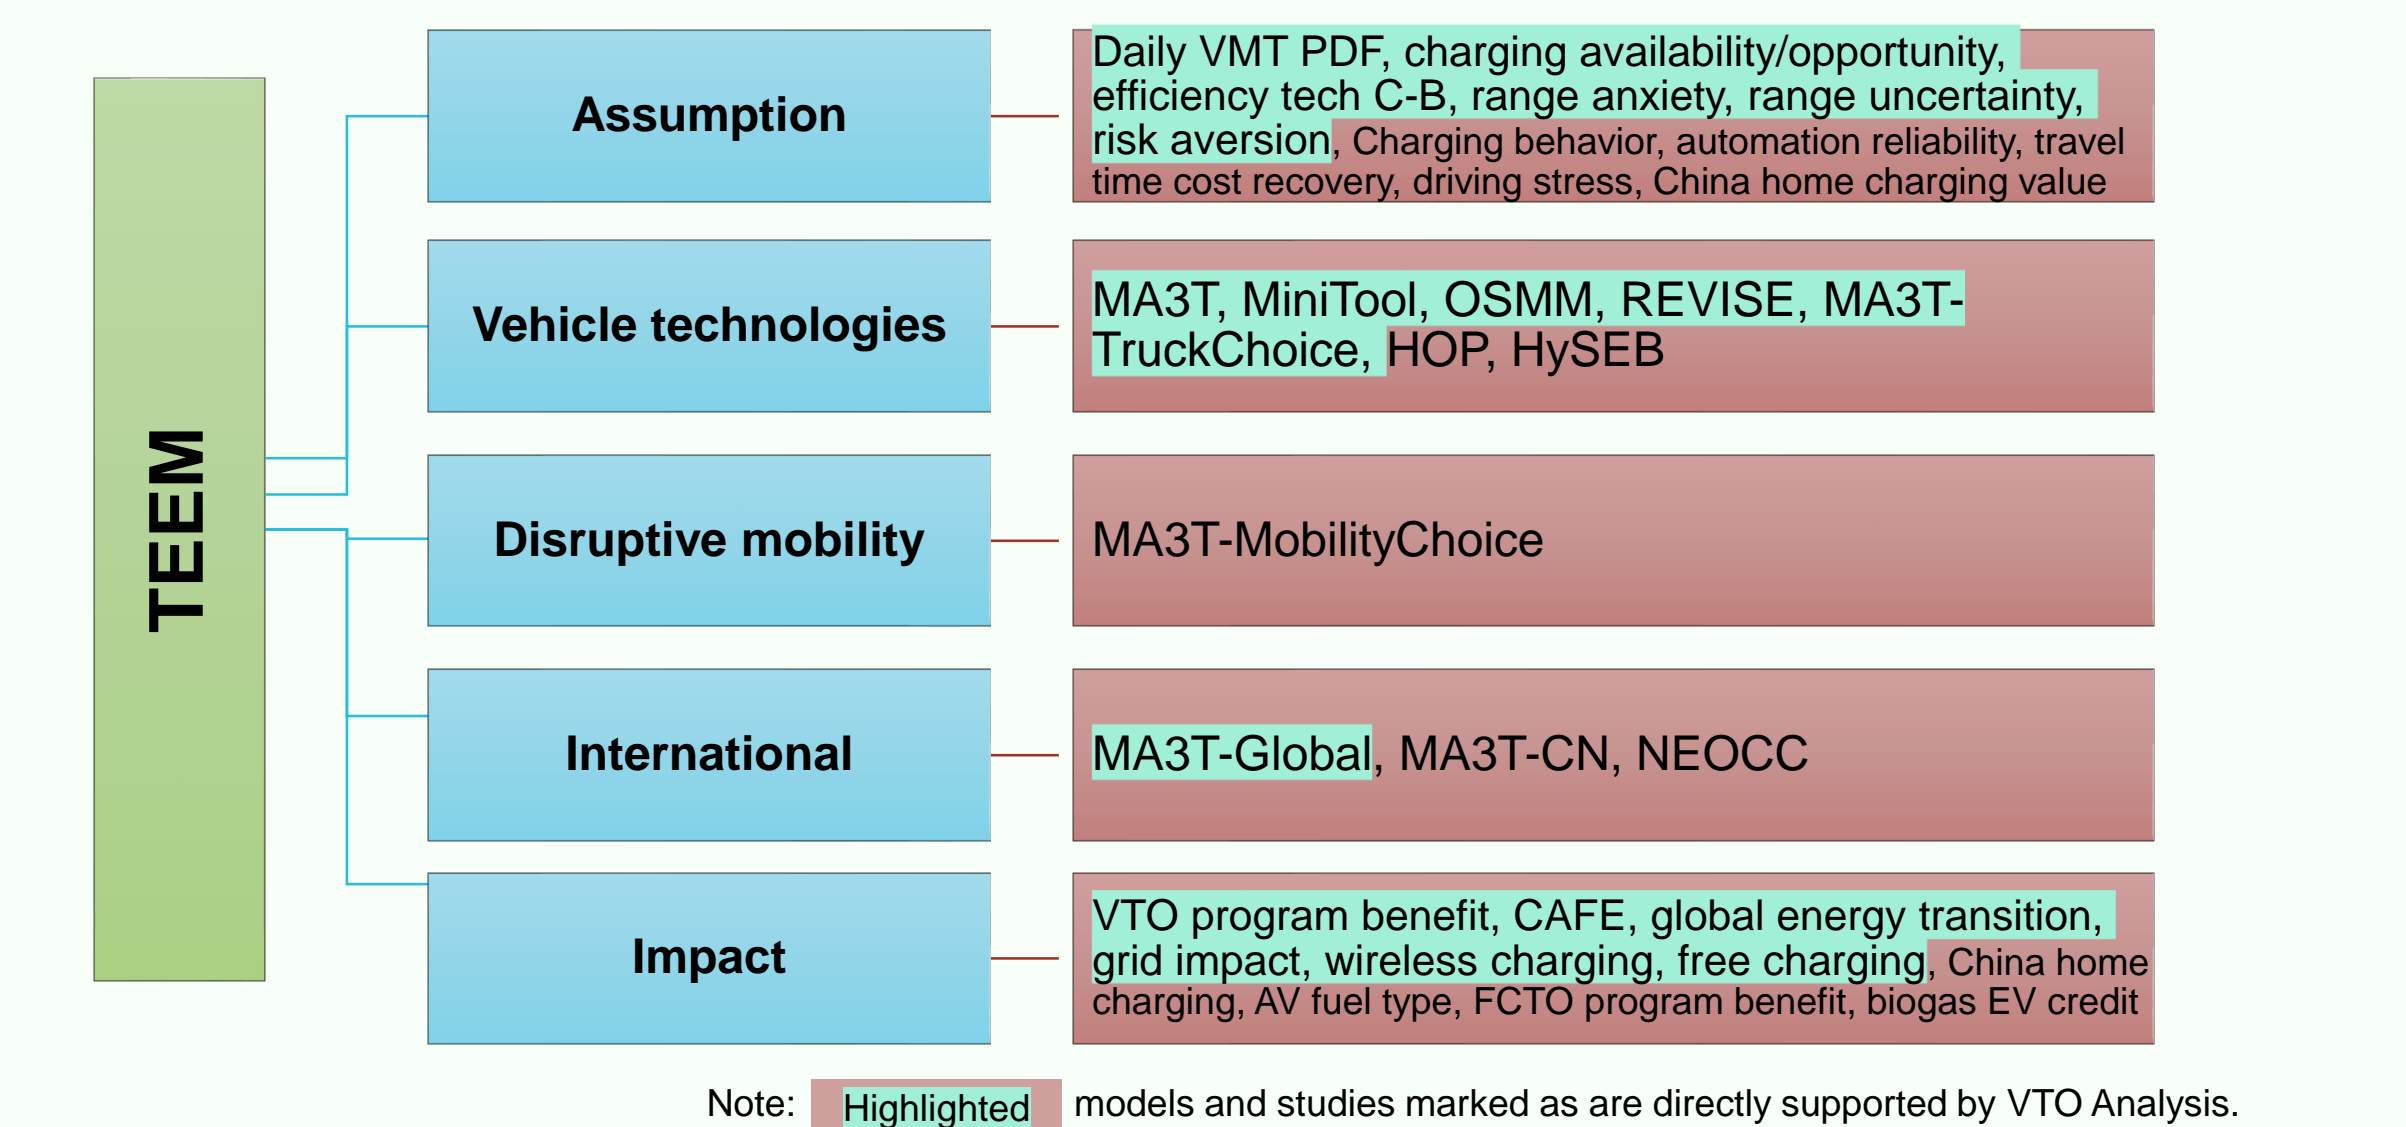 TEEM
Assumption
Daily VMT PDF, charging availability/opportunity,
efficiency tech C-B, range anxiety, range uncertainty,
risk aversion, Charging behavior, automation reliability, travel
time cost recovery, driving stress, China home charging value
Vehicle technologies
MA3T, MiniTool, OSMM, REVISE, MA3T-
TruckChoice, HOP, HySEB
Disruptive mobility
MA3T-MobilityChoice
International
MA3T-Global, MA3T-CN, NEOCC
Impact
VTO program benefit, CAFE, global energy transition,
grid impact, wireless charging, free charging, China home
charging, AV fuel type, FCTO program benefit, biogas EV credit
Note: Highlighted models and studies marked as are directly supported by VTO Analysis.